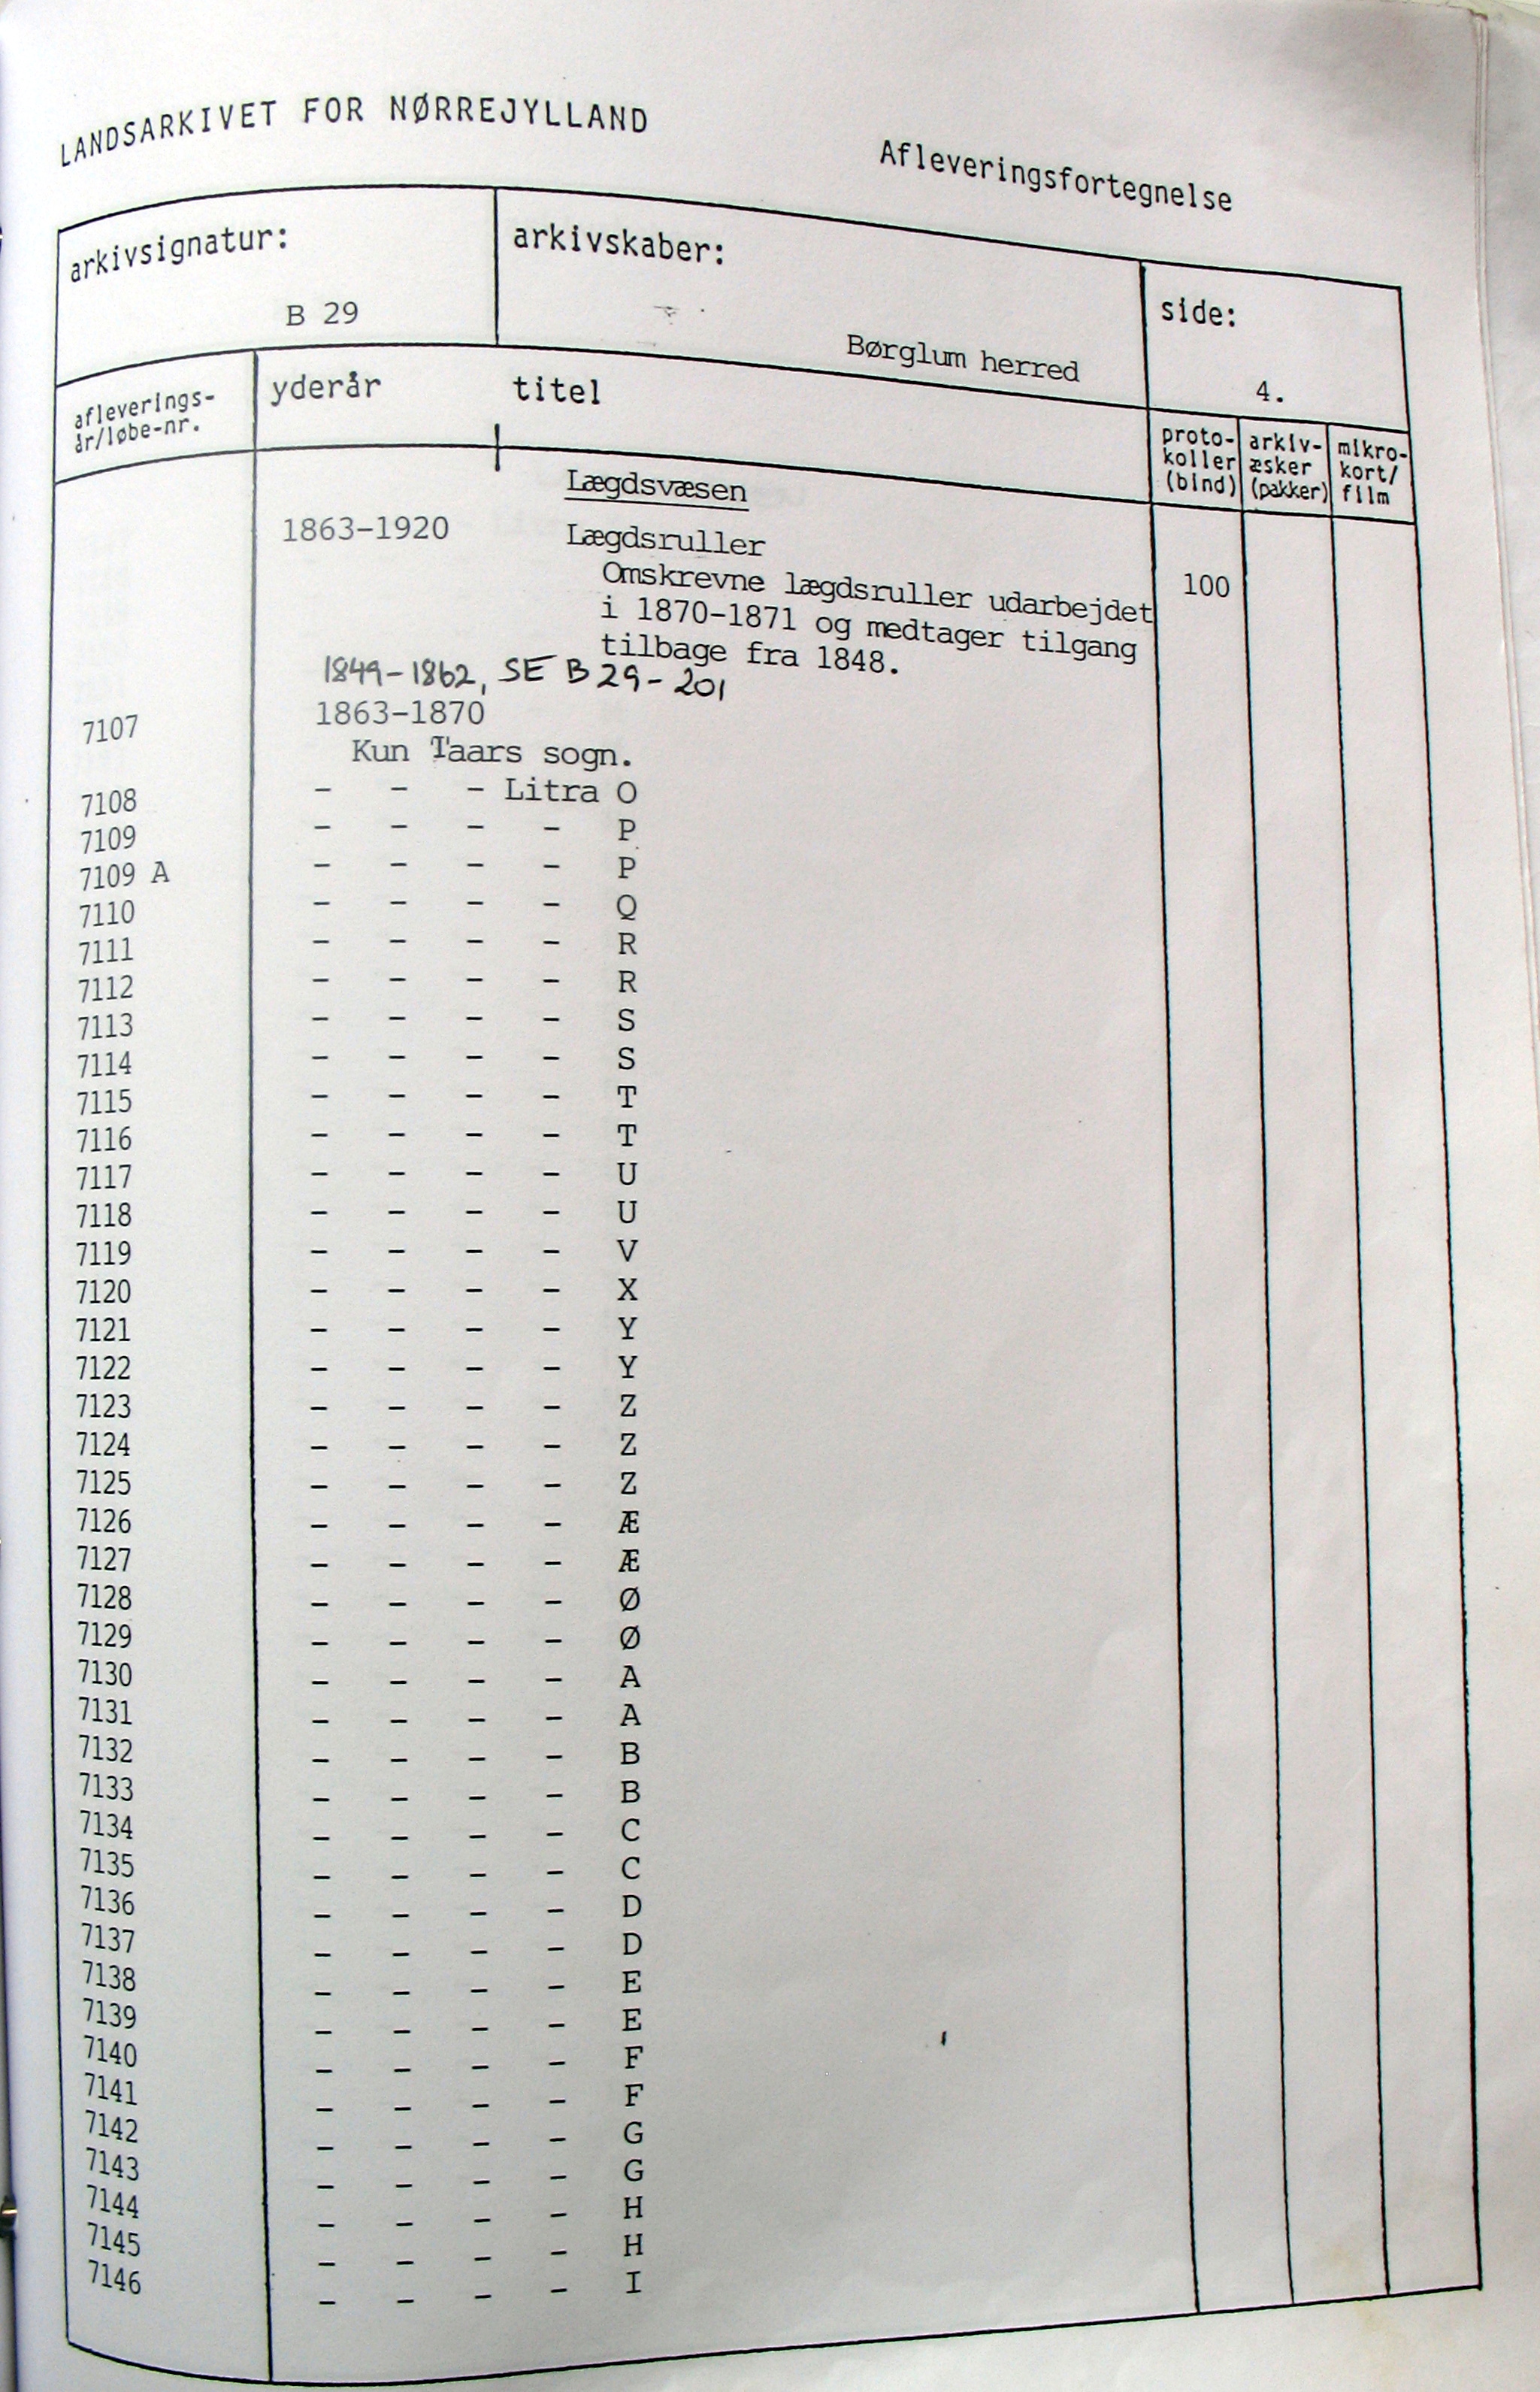 LANDSARKIVET FOR NØRREJYLLAND
Afleveringsfortegnelse
arkivsignatur:
B 29
arkivskaber:
Børglum herred
side:
4.
afleverings-
år/løbe-nr.
yderår
titel
proto-
koller
(bind)
arkiv-
æsker
(pakker)
mikro-
kort/
film
Lægdsvæsen
1863-1920 Lægdsruller
Omskrevne lægdsruller udarbejdet 100
i 1870-1871 og medtager tilgang
tilbage fra 1848.
1849-1862, SE B 29-201
7107 1863-1870
Kun Taars sogn.
7108 - - - Litra O
7109 - - - - P
7109 A - - - - P
7110 - - - - Q
7111 - - - - R
7112 - - - - R
7113 - - - - S
7114 - - - - S
7115 - - - - T
7116 - - - - T
7117 - - - - U
7118 - - - - U
7119 - - - - V
7120 - - - - X
7121 - - - - Y
7122 - - - - Y
7123 - - - - Z
7124 - - - - Z
7125 - - - - Z
7126 - - - - Æ
7127 - - - - Æ
7128 - - - - Ø
7129 - - - - Ø
7130 - - - - A
7131 - - - - A
7132 - - - - B
7133 - - - - B
7134 - - - - C
7135 - - - - C
7136 - - - - D
7137 - - - - D
7138 - - - - E
7139 - - - - E
7140 - - - - F
7141 - - - - F
7142 - - - - G
7143 - - - - G
7144 - - - - H
7145 - - - - H
7146 - - - - I